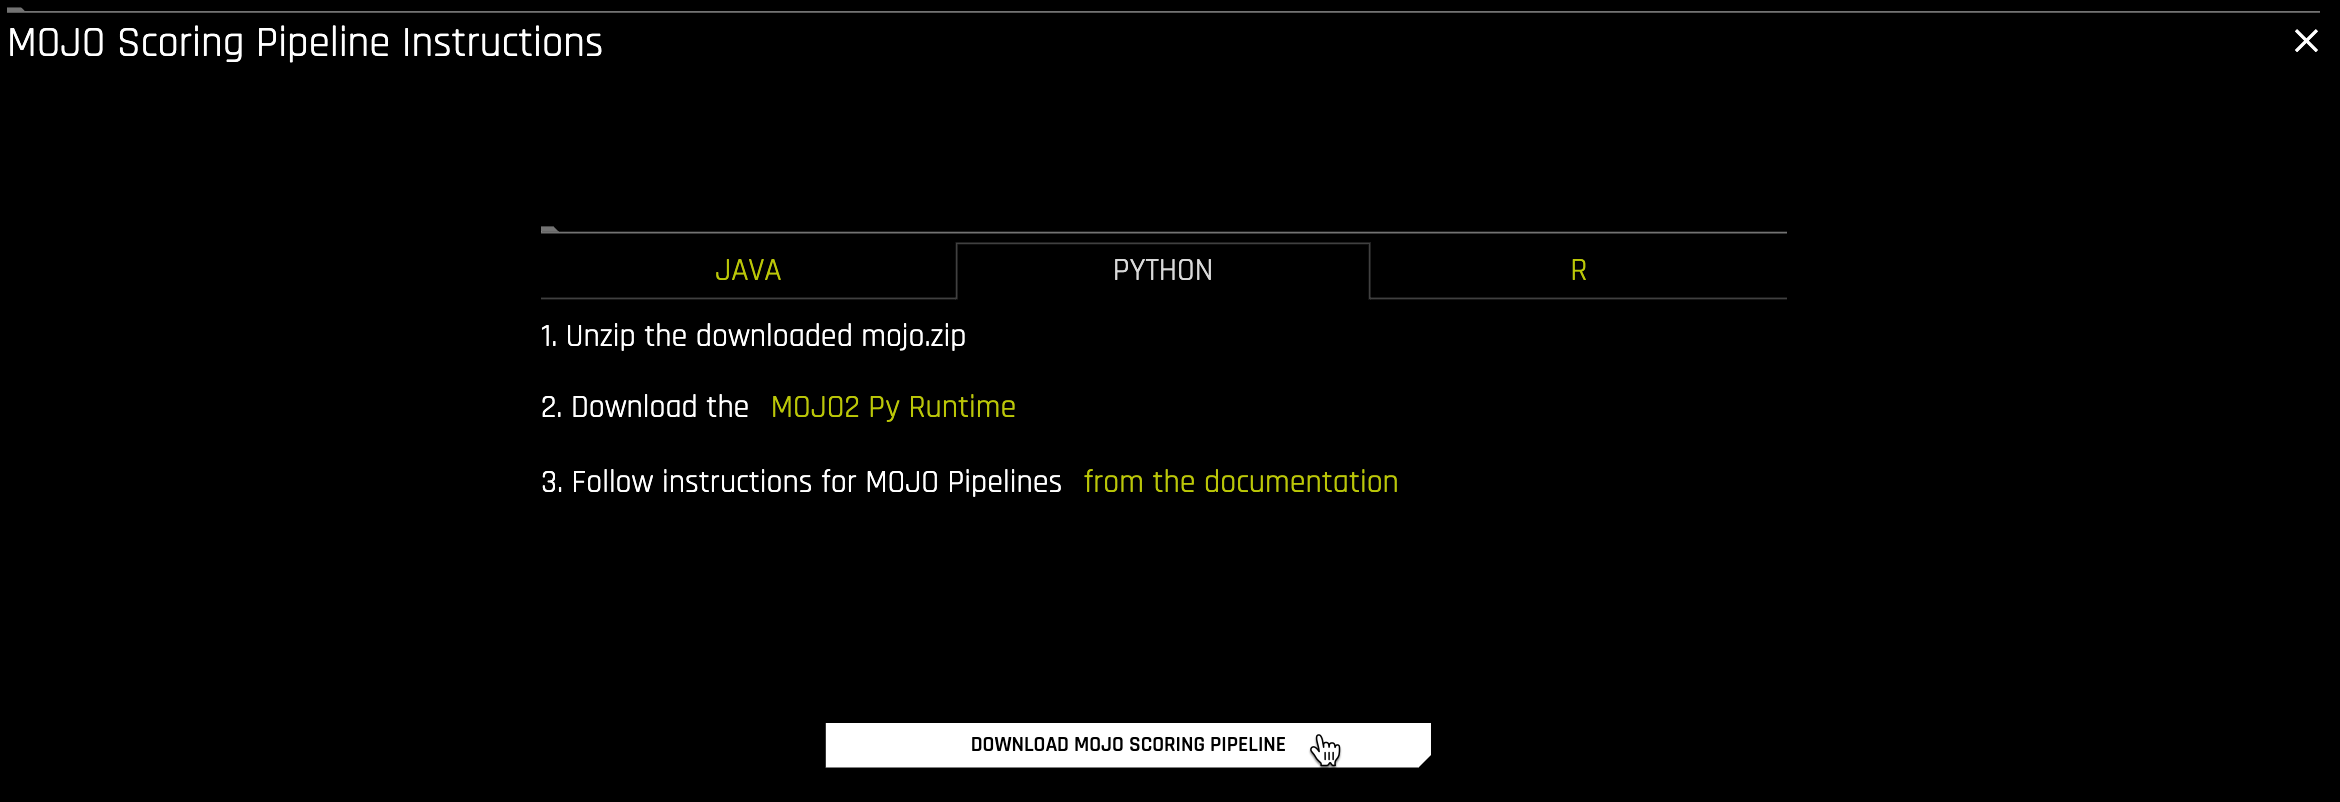 MOJO Scoring Pipeline Instructions
JAVA PYTHON R
1. Unzip the downloaded mojo.zip
2. Download the MOJO2 Py Runtime
3. Follow instructions for MOJO Pipelines from the documentation
DOWNLOAD MOJO SCORING PIPELINE